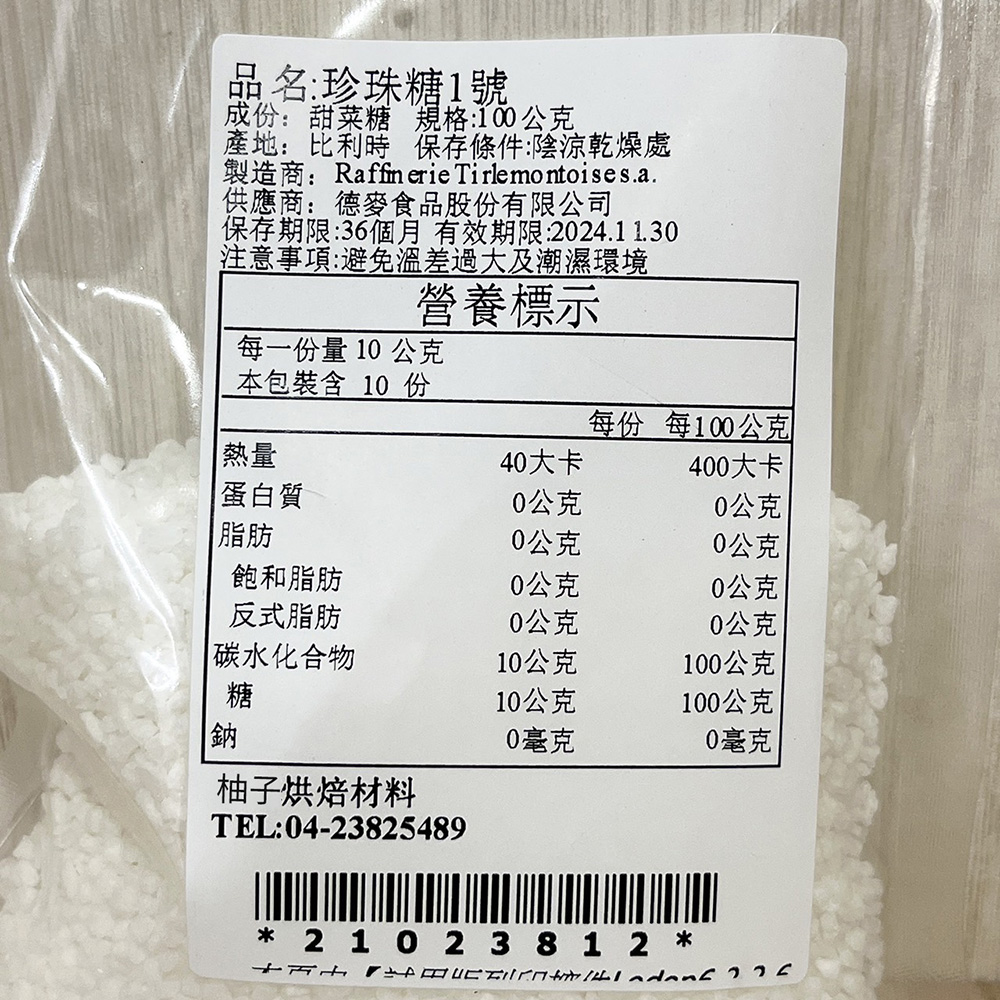 品名:珍珠糖1號
成份：甜菜糖 規格:100公克
產地：比利時 保存條件:陰涼乾燥處
製造商：Raffinerie Tirlemontoise s.a.
供應商：德麥食品股份有限公司
保存期限:36個月 有效期限:2024.11.30
注意事項:避免溫差過大及潮濕環境
營養標示
每一份量 10 公克
本包裝含 10 份
每份 每100公克
熱量 40大卡 400大卡
蛋白質 0公克 0公克
脂肪 0公克 0公克
飽和脂肪 0公克 0公克
反式脂肪 0公克 0公克
碳水化合物 10公克 100公克
糖 10公克 100公克
鈉 0毫克 0毫克
柚子烘焙材料
TEL:04-23825489
*21023812*